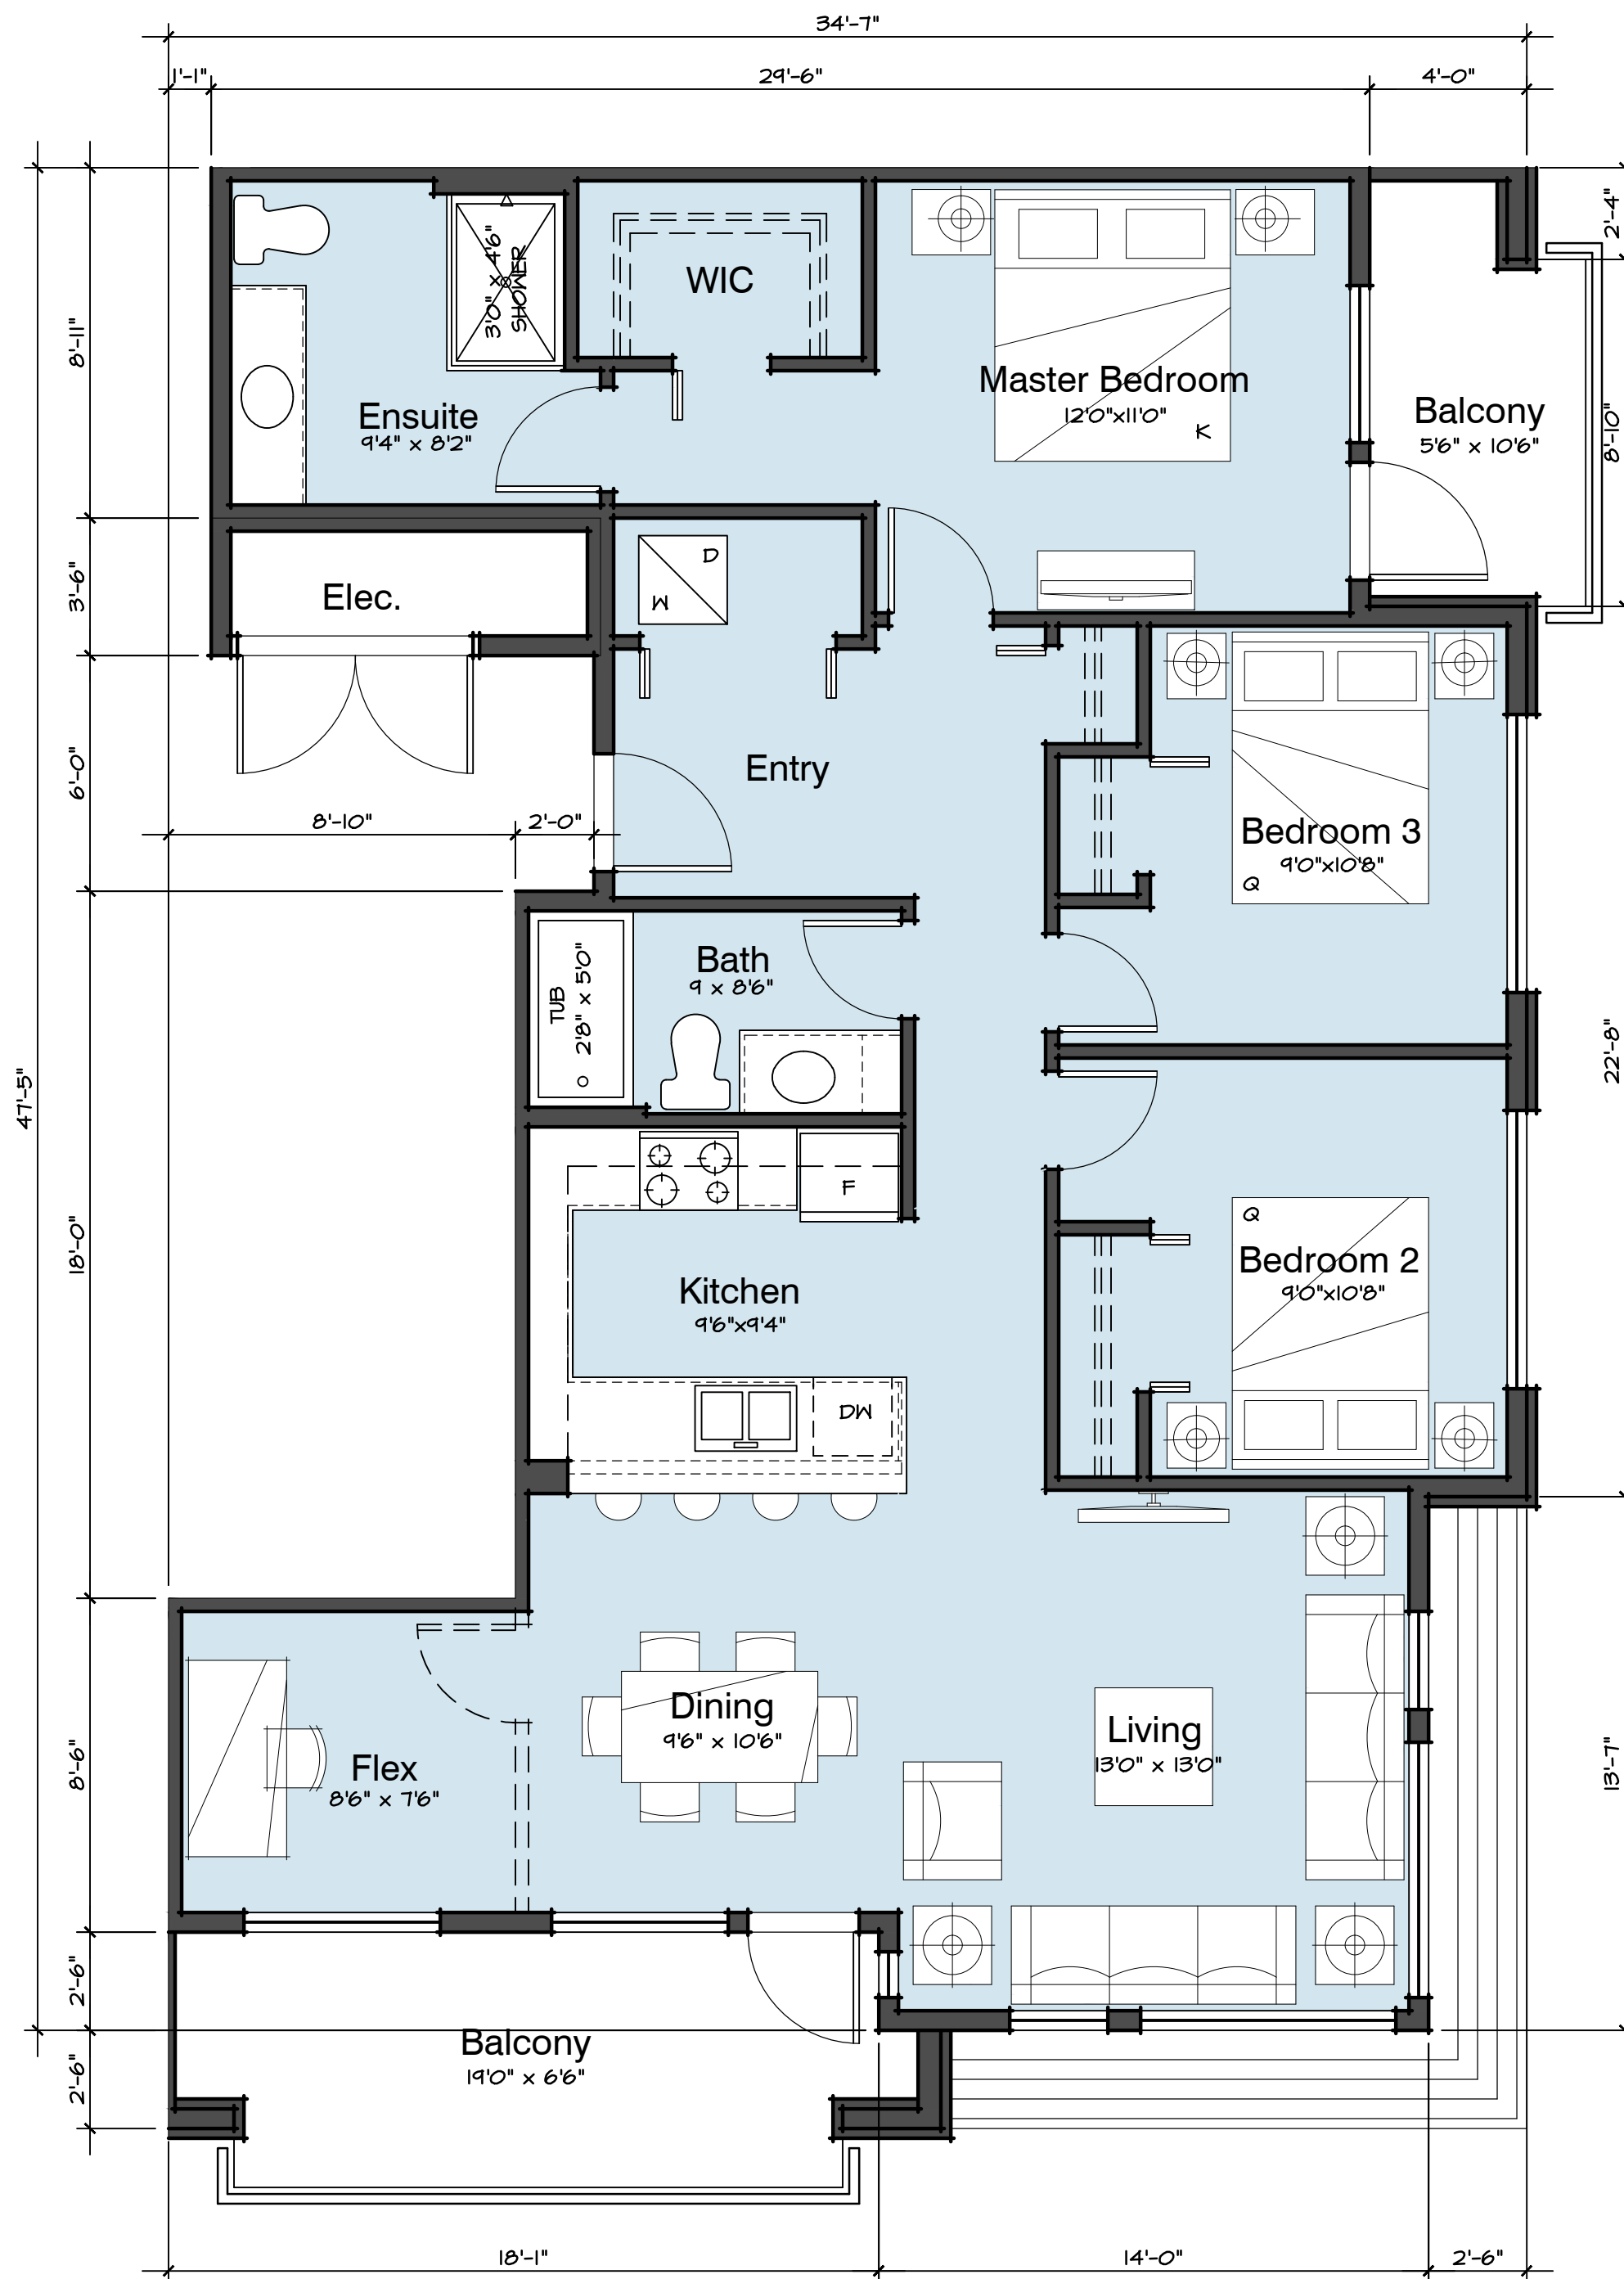 34'-7"
1'-1"
29'-6"
4'-0"
2'-4"
3'0" x 4'6"
SHOWER
WIC
8'-11"
Master Bedroom
12'0"x11'0"
K
Balcony
5'6" x 10'6"
8'-10"
Ensuite
9'4" x 8'2"
D
W
3'-6"
Elec.
6'-0"
Entry
8'-10"
2'-0"
Bedroom 3
9'0"x10'8"
Q
Bath
9 x 8'6"
TUB
2'8" x 5'0"
47'-5"
22'-8"
F
Q
18'-0"
Bedroom 2
9'0"x10'8"
Kitchen
9'6"x9'4"
DW
Dining
9'6" x 10'6"
Living
13'0" x 13'0"
Flex
8'6" x 7'6"
8'-6"
13'-7"
2'-6"
Balcony
19'0" x 6'6"
2'-6"
18'-1"
14'-0"
2'-6"